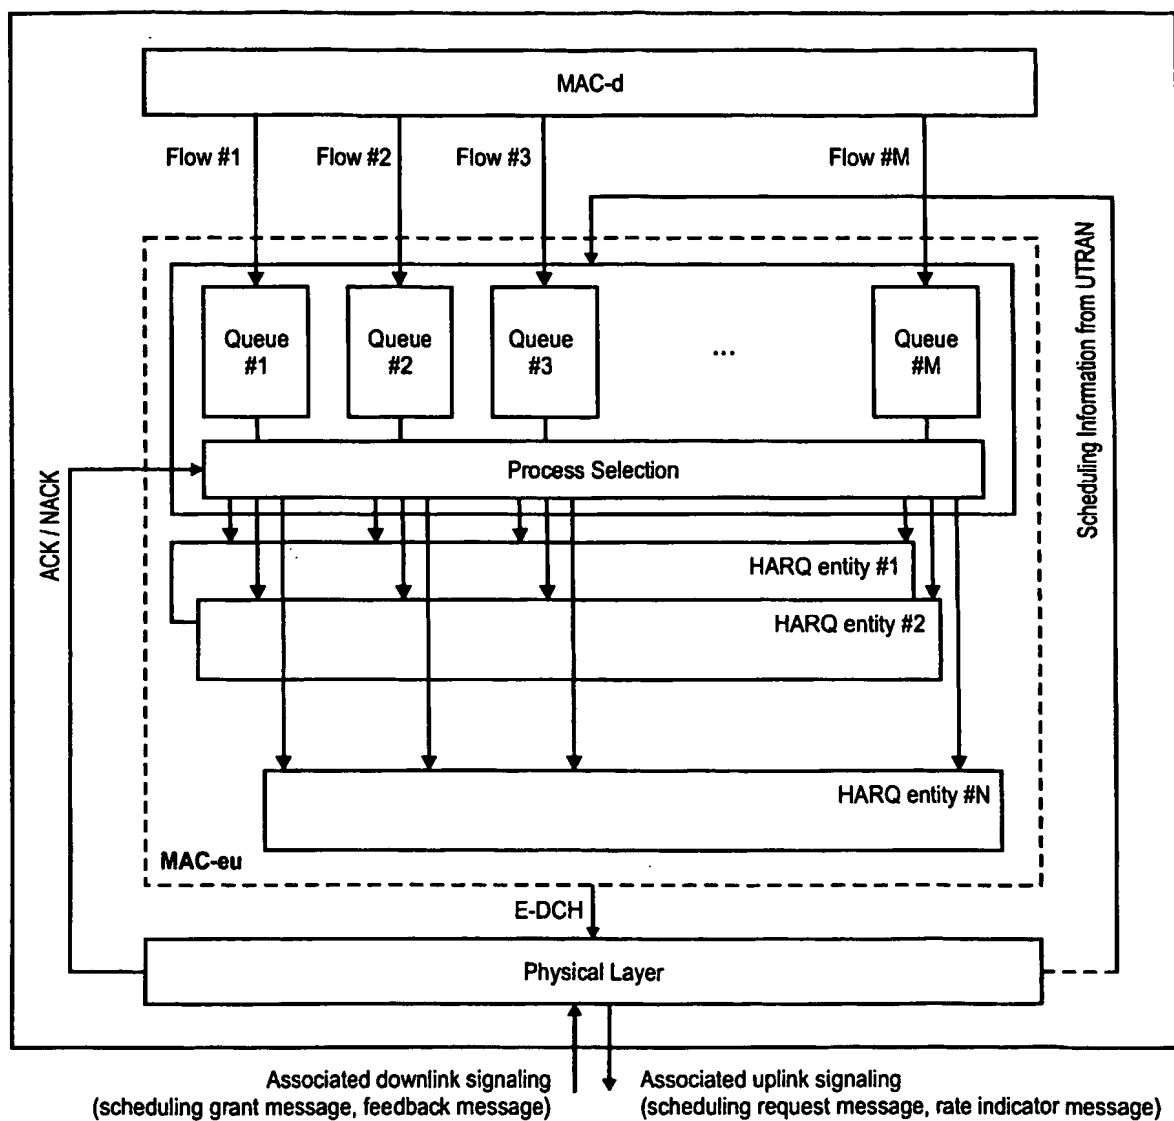 MAC-d
Flow #1
Flow #2
Flow #3
Flow #M
Scheduling Information from UTRAN
Queue
#1
Queue
#2
Queue
#3
...
Queue
#M
Process Selection
ACK / NACK
HARQ entity #1
HARQ entity #2
HARQ entity #N
MAC-eu
E-DCH
Physical Layer
Associated downlink signaling
(scheduling grant message, feedback message)
Associated uplink signaling
(scheduling request message, rate indicator message)